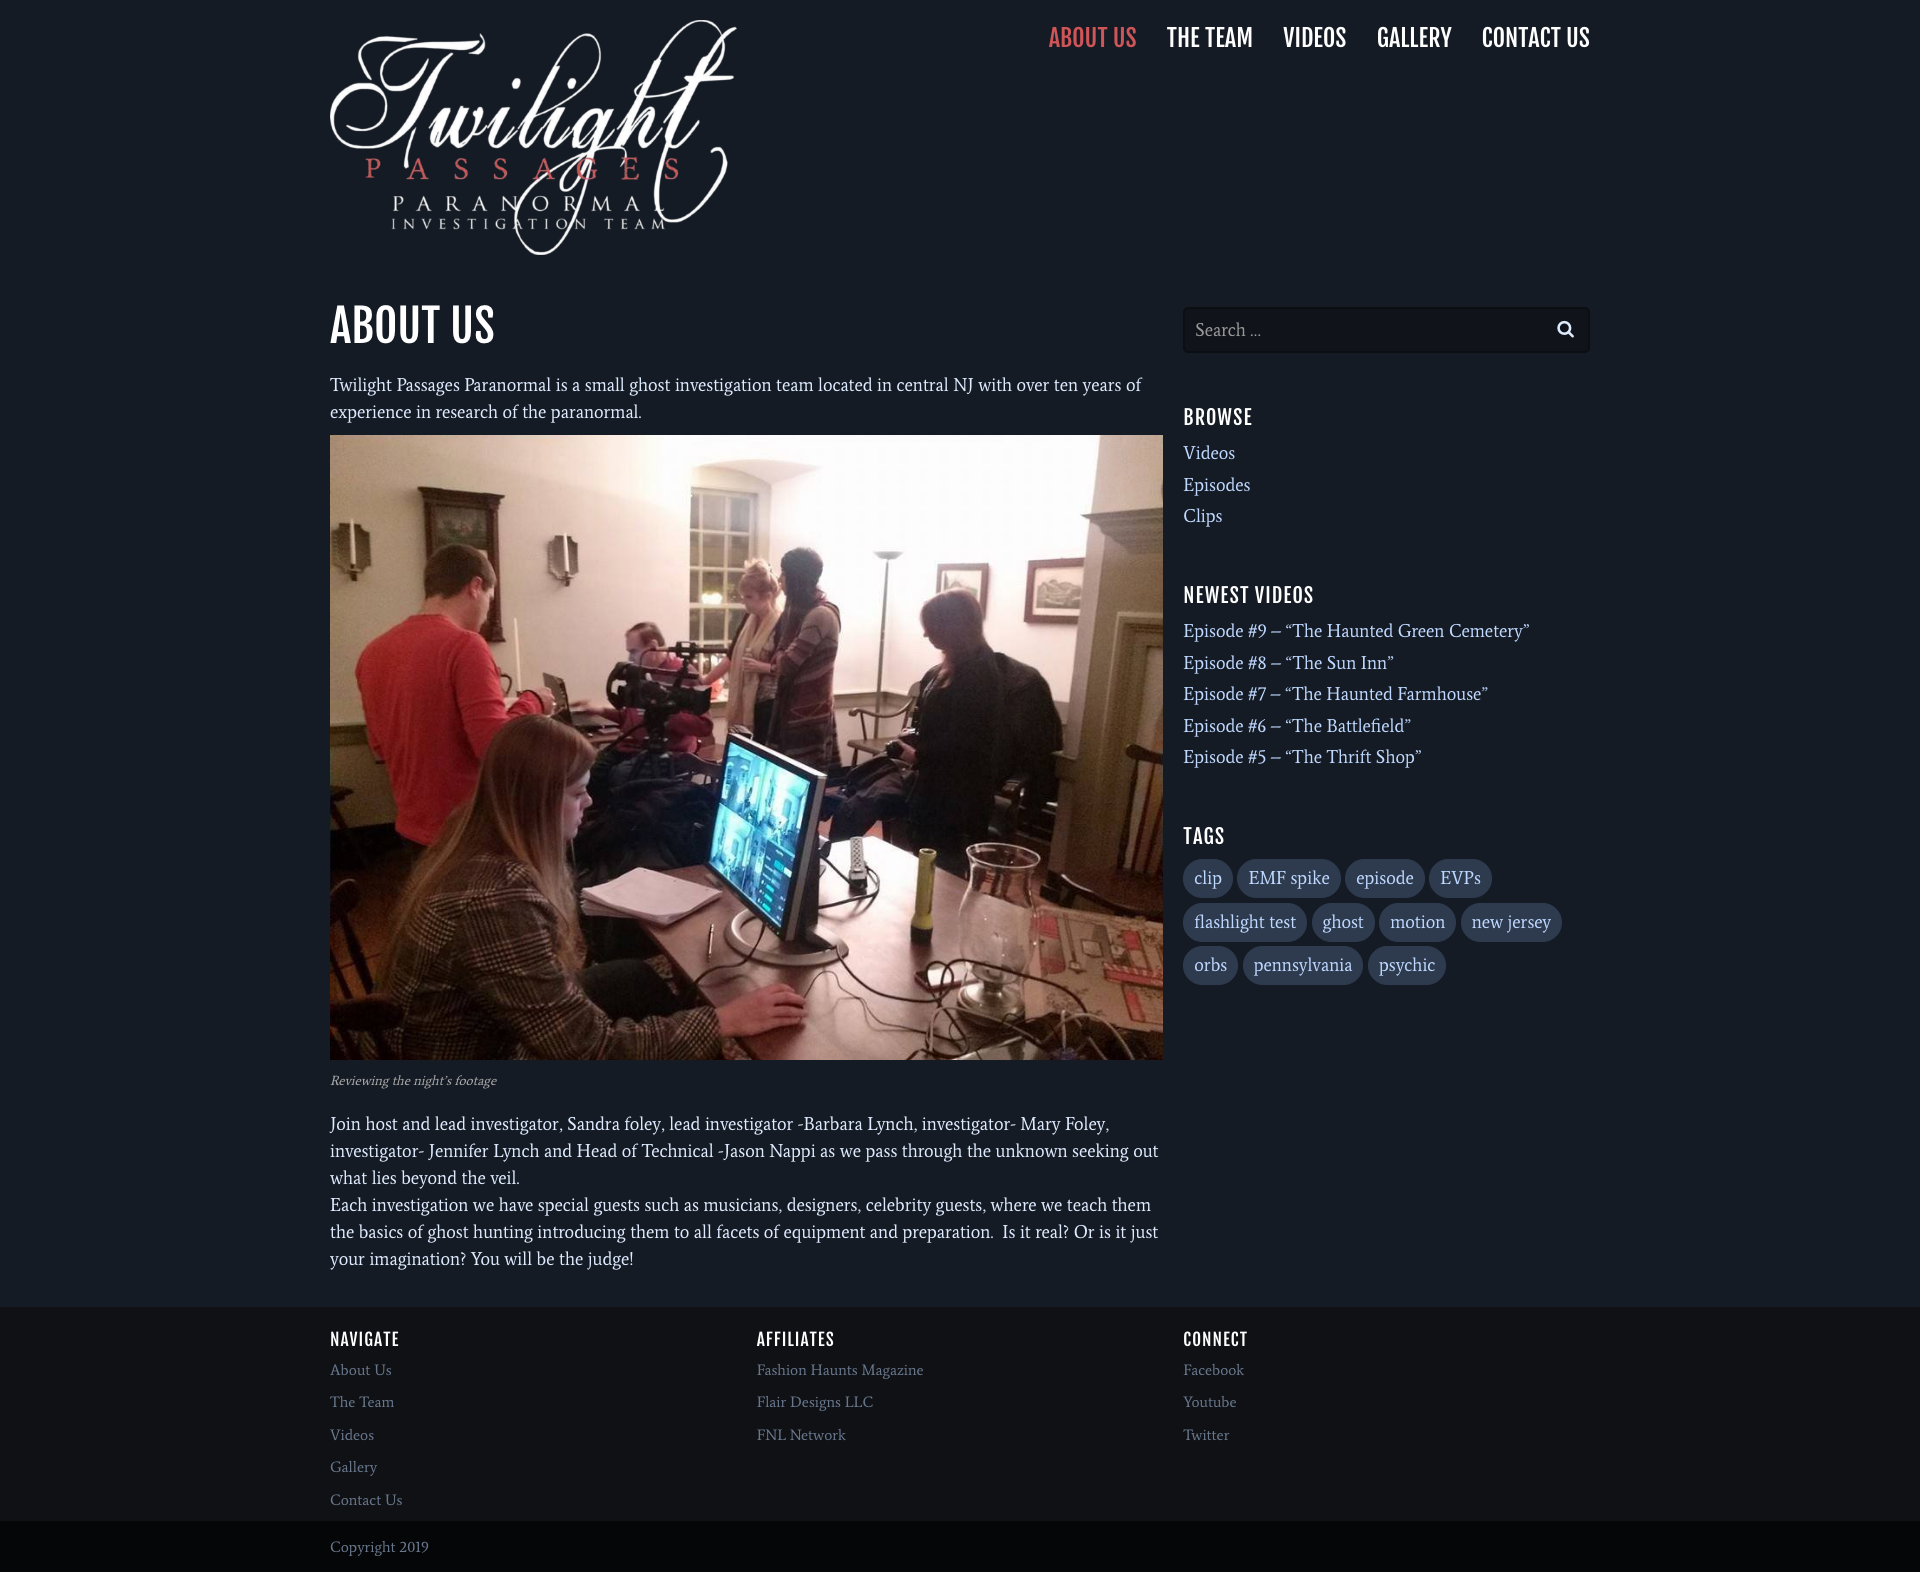 Twilight
PASSAGES
PARANORMAL
INVESTIGATION TEAM
ABOUT US
THE TEAM
VIDEOS
GALLERY
CONTACT US
ABOUT US
Twilight Passages Paranormal is a small ghost investigation team located in central NJ with over ten years of
experience in research of the paranormal.
Reviewing the night's footage
Join host and lead investigator, Sandra foley, lead investigator -Barbara Lynch, investigator- Mary Foley,
investigator- Jennifer Lynch and Head of Technical -Jason Nappi as we pass through the unknown seeking out
what lies beyond the veil.
Each investigation we have special guests such as musicians, designers, celebrity guests, where we teach them
the basics of ghost hunting introducing them to all facets of equipment and preparation.  Is it real? Or is it just
your imagination? You will be the judge!
Search ...
BROWSE
Videos
Episodes
Clips
NEWEST VIDEOS
Episode #9 – “The Haunted Green Cemetery”
Episode #8 – “The Sun Inn”
Episode #7 – “The Haunted Farmhouse”
Episode #6 – “The Battlefield”
Episode #5 – “The Thrift Shop”
TAGS
clip EMF spike episode EVPs
flashlight test ghost motion new jersey
orbs pennsylvania psychic
NAVIGATE
About Us
The Team
Videos
Gallery
Contact Us
AFFILIATES
Fashion Haunts Magazine
Flair Designs LLC
FNL Network
CONNECT
Facebook
Youtube
Twitter
Copyright 2019